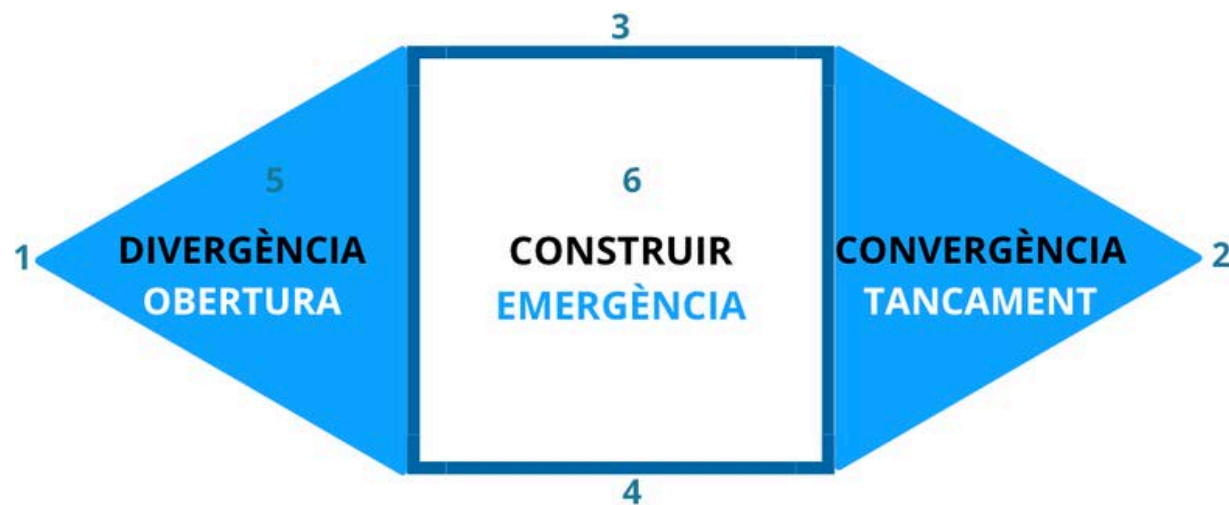 3
5
6
1
DIVERGÈNCIA
OBERTURA
CONSTRUIR
EMERGÈNCIA
CONVERGÈNCIA
TANCAMENT
2
4